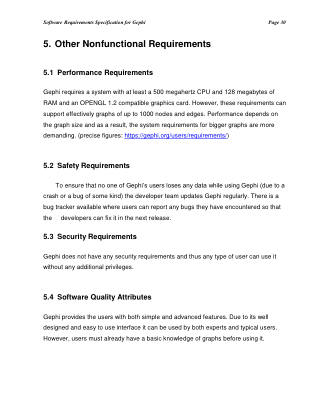 Software Requirements Specification for Gephi Page 30
5. Other Nonfunctional Requirements
5.1 Performance Requirements
Gephi requires a system with at least a 500 megahertz CPU and 128 megabytes of
RAM and an OPENGL 1.2 compatible graphics card. However, these requirements can
support effectively graphs of up to 1000 nodes and edges. Performance depends on
the graph size and as a result, the system requirements for bigger graphs are more
demanding. (precise figures: https://gephi.org/users/requirements/)
5.2 Safety Requirements
To ensure that no one of Gephi's users loses any data while using Gephi (due to a
crash or a bug of some kind) the developer team updates Gephi regularly. There is a
bug tracker available where users can report any bugs they have encountered so that
the developers can fix it in the next release.
5.3 Security Requirements
Gephi does not have any security requirements and thus any type of user can use it
without any additional privileges.
5.4 Software Quality Attributes
Gephi provides the users with both simple and advanced features. Due to its well
designed and easy to use interface it can be used by both experts and typical users.
However, users must already have a basic knowledge of graphs before using it.